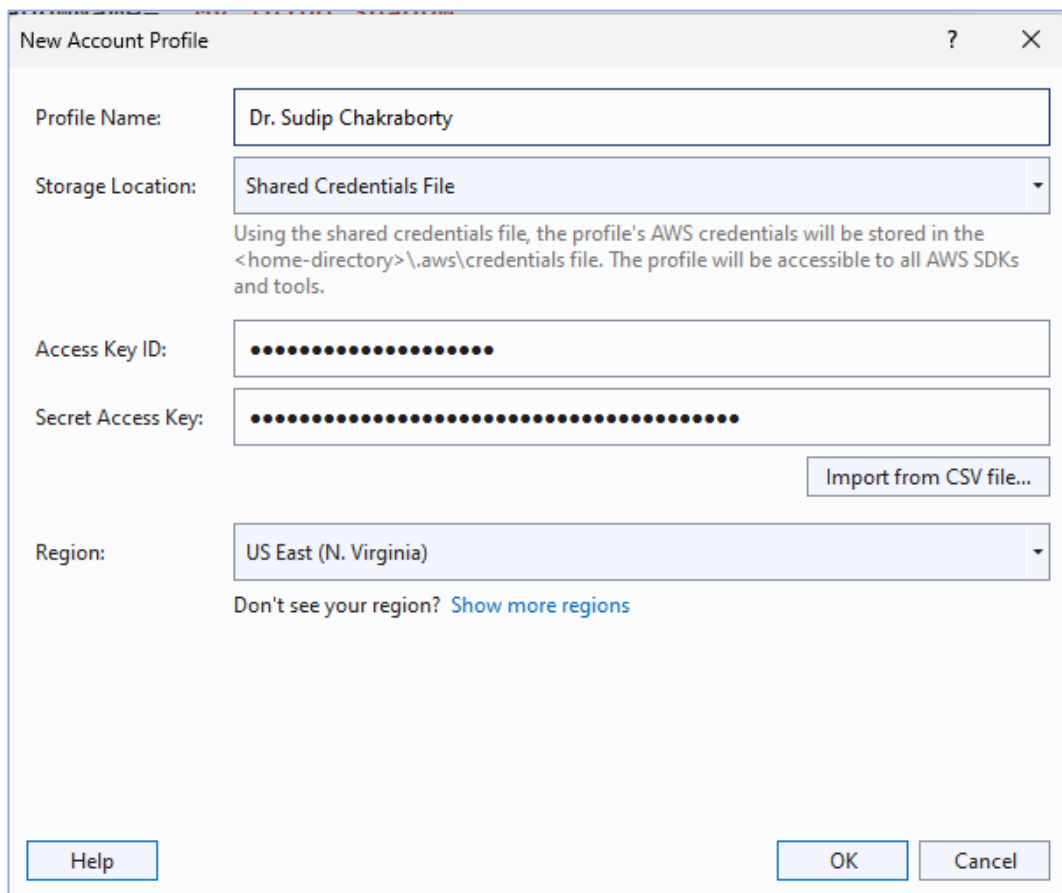 New Account Profile ?
Profile Name: Dr. Sudip Chakraborty
Storage Location: Shared Credentials File
Using the shared credentials file, the profile's AWS credentials will be stored in the
<home-directory>\.aws\credentials file. The profile will be accessible to all AWS SDKs
and tools.
Access Key ID: ••••••••••••••••••••
Secret Access Key: ••••••••••••••••••••••••••••••••••••••••
Import from CSV file...
Region: US East (N. Virginia)
Don't see your region? Show more regions
Help OK Cancel